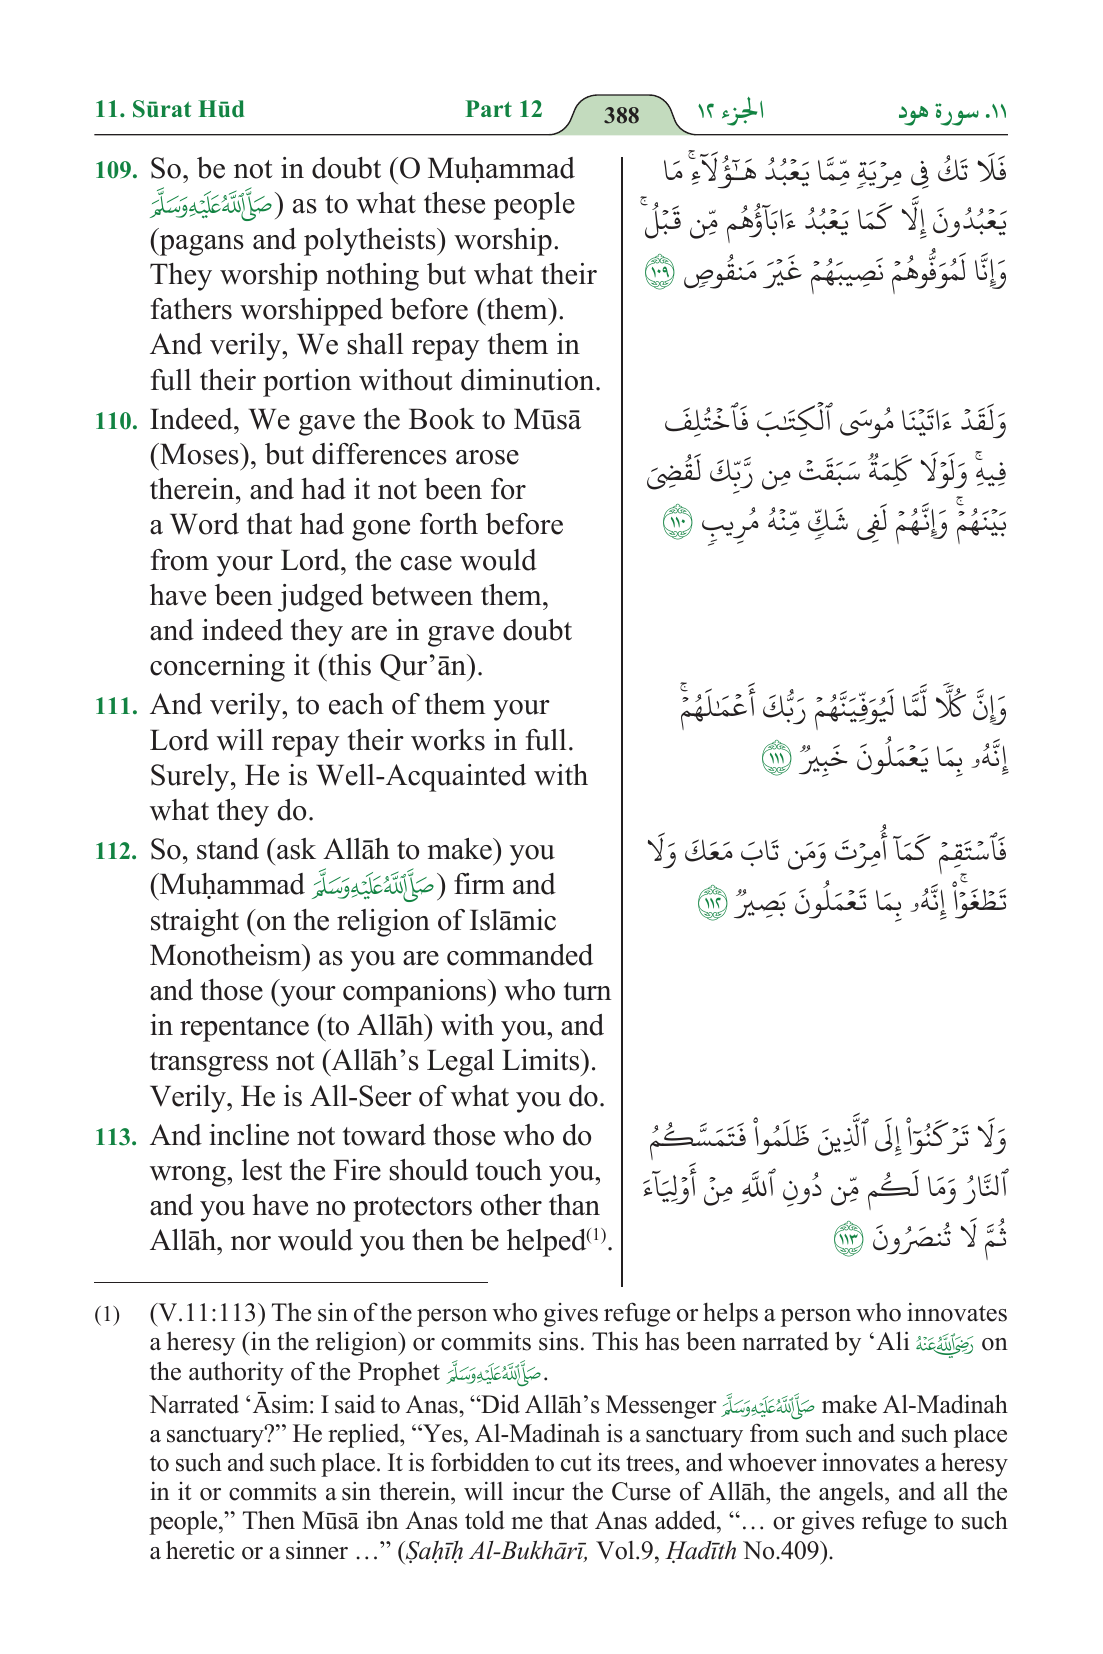 11. Sūrat Hūd
Part 12
388
الجزء ١٢
١١. سورة هود
109. So, be not in doubt (O Muḥammad
ﷺ) as to what these people
(pagans and polytheists) worship.
They worship nothing but what their
fathers worshipped before (them).
And verily, We shall repay them in
full their portion without diminution.
فَلَا تَكُ فِى مِرْيَةٍ مِّمَّا يَعْبُدُ هَـٰٓؤُلَآءِ ۚ مَا
يَعْبُدُونَ إِلَّا كَمَا يَعْبُدُ ءَابَآؤُهُم مِّن قَبْلُ ۚ
وَإِنَّا لَمُوَفُّوهُمْ نَصِيبَهُمْ غَيْرَ مَنقُوصٍ ١٠٩
110. Indeed, We gave the Book to Mūsā
(Moses), but differences arose
therein, and had it not been for
a Word that had gone forth before
from your Lord, the case would
have been judged between them,
and indeed they are in grave doubt
concerning it (this Qur’ān).
وَلَقَدْ ءَاتَيْنَا مُوسَى ٱلْكِتَـٰبَ فَٱخْتُلِفَ
فِيهِ ۚ وَلَوْلَا كَلِمَةٌ سَبَقَتْ مِن رَّبِّكَ لَقُضِىَ
بَيْنَهُمْ ۚ وَإِنَّهُمْ لَفِى شَكٍّ مِّنْهُ مُرِيبٍ ١١٠
111. And verily, to each of them your
Lord will repay their works in full.
Surely, He is Well-Acquainted with
what they do.
وَإِنَّ كُلًّا لَّمَّا لَيُوَفِّيَنَّهُمْ رَبُّكَ أَعْمَـٰلَهُمْ ۚ
إِنَّهُۥ بِمَا يَعْمَلُونَ خَبِيرٌ ١١١
112. So, stand (ask Allāh to make) you
(Muḥammad ﷺ) firm and
straight (on the religion of Islāmic
Monotheism) as you are commanded
and those (your companions) who turn
in repentance (to Allāh) with you, and
transgress not (Allāh’s Legal Limits).
Verily, He is All-Seer of what you do.
فَٱسْتَقِمْ كَمَآ أُمِرْتَ وَمَن تَابَ مَعَكَ وَلَا
تَطْغَوْا۟ ۚ إِنَّهُۥ بِمَا تَعْمَلُونَ بَصِيرٌ ١١٢
113. And incline not toward those who do
wrong, lest the Fire should touch you,
and you have no protectors other than
Allāh, nor would you then be helped(1).
وَلَا تَرْكَنُوٓا۟ إِلَى ٱلَّذِينَ ظَلَمُوا۟ فَتَمَسَّكُمُ
ٱلنَّارُ وَمَا لَكُم مِّن دُونِ ٱللَّهِ مِنْ أَوْلِيَآءَ
ثُمَّ لَا تُنصَرُونَ ١١٣
(1) (V.11:113) The sin of the person who gives refuge or helps a person who innovates
a heresy (in the religion) or commits sins. This has been narrated by ‘Ali رَضِيَ اللَّهُ عَنْهُ on
the authority of the Prophet ﷺ.
Narrated ‘Āsim: I said to Anas, “Did Allāh’s Messenger ﷺ make Al-Madinah
a sanctuary?” He replied, “Yes, Al-Madinah is a sanctuary from such and such place
to such and such place. It is forbidden to cut its trees, and whoever innovates a heresy
in it or commits a sin therein, will incur the Curse of Allāh, the angels, and all the
people,” Then Mūsā ibn Anas told me that Anas added, “… or gives refuge to such
a heretic or a sinner …” (Ṣaḥīḥ Al-Bukhārī, Vol.9, Ḥadīth No.409).